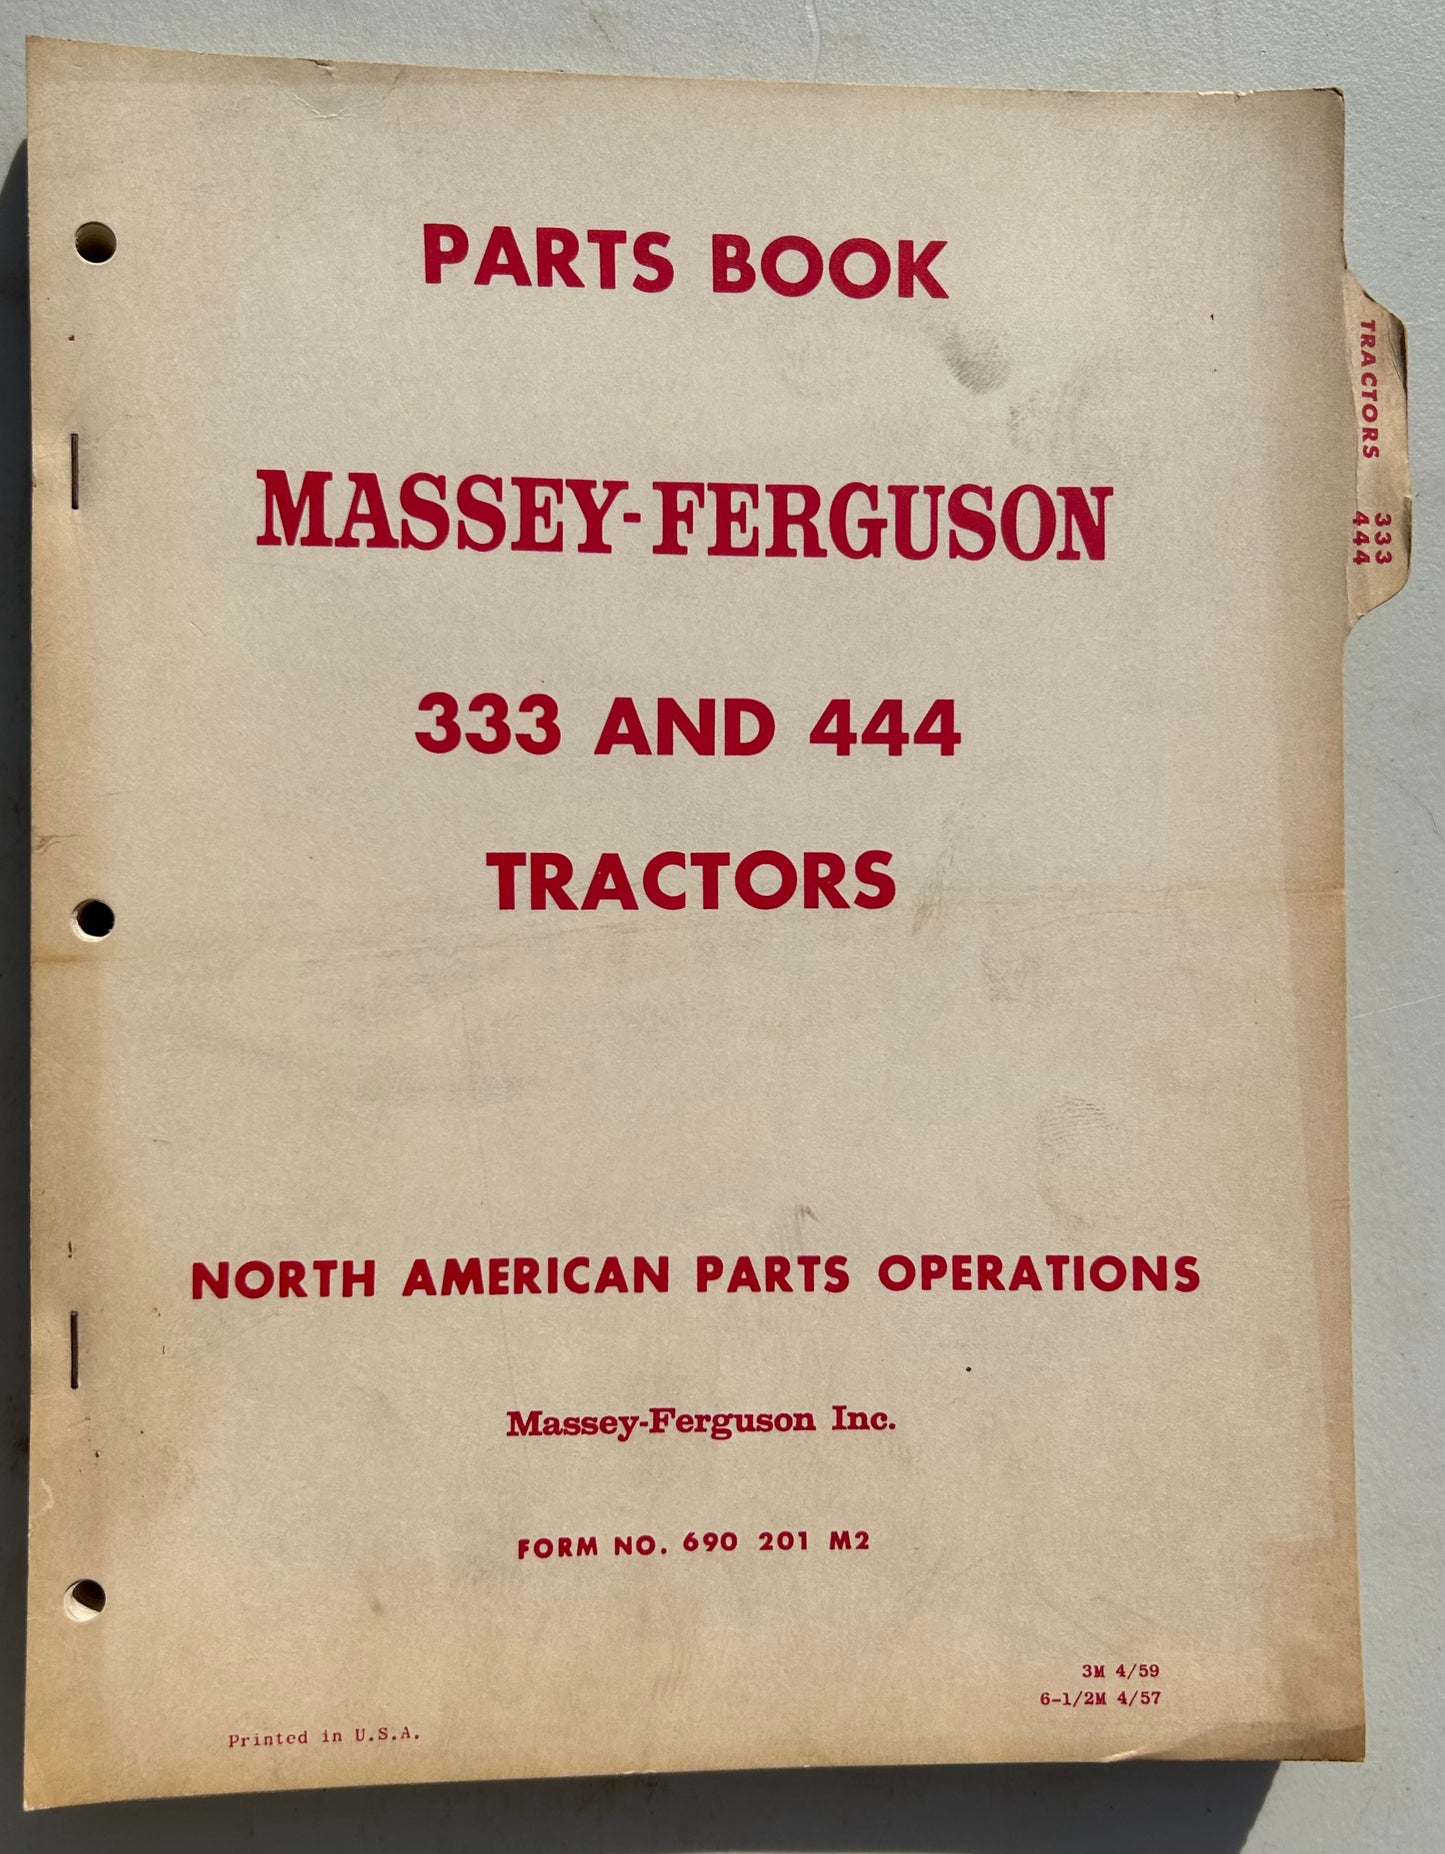 PARTS BOOK
MASSEY-FERGUSON
333 AND 444
TRACTORS
NORTH AMERICAN PARTS OPERATIONS
Massey-Ferguson Inc.
FORM NO. 690 201 M2
3M 4/59
6-1/2M 4/57
Printed in U.S.A.
TRACTORS 333
444